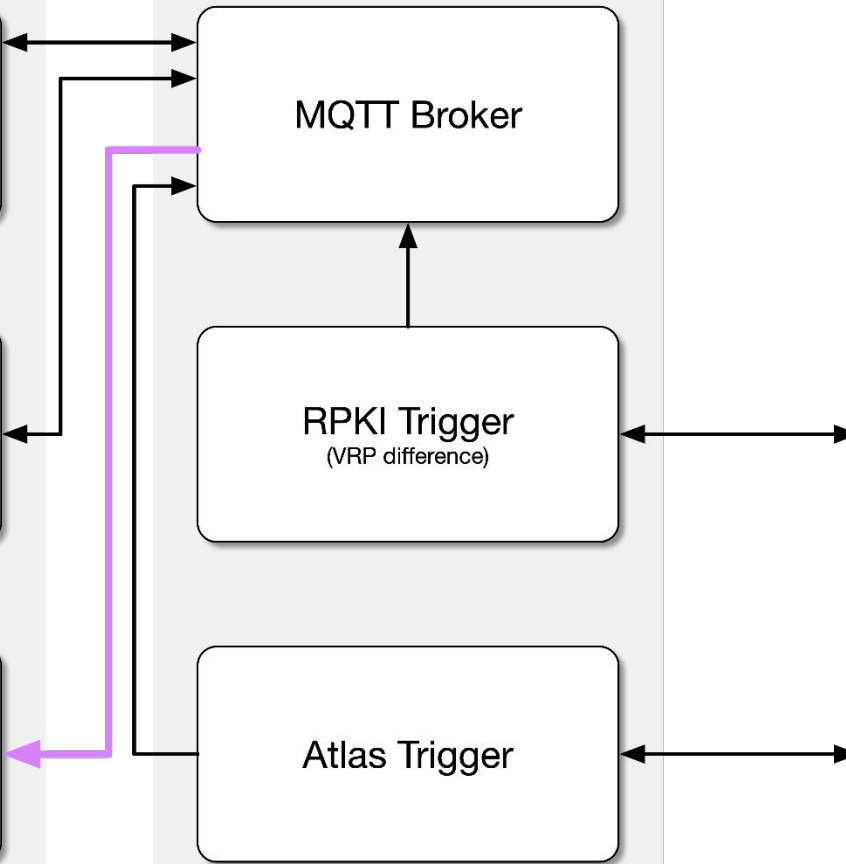 MQTT Broker
RPKI Trigger
(VRP difference)
Atlas Trigger